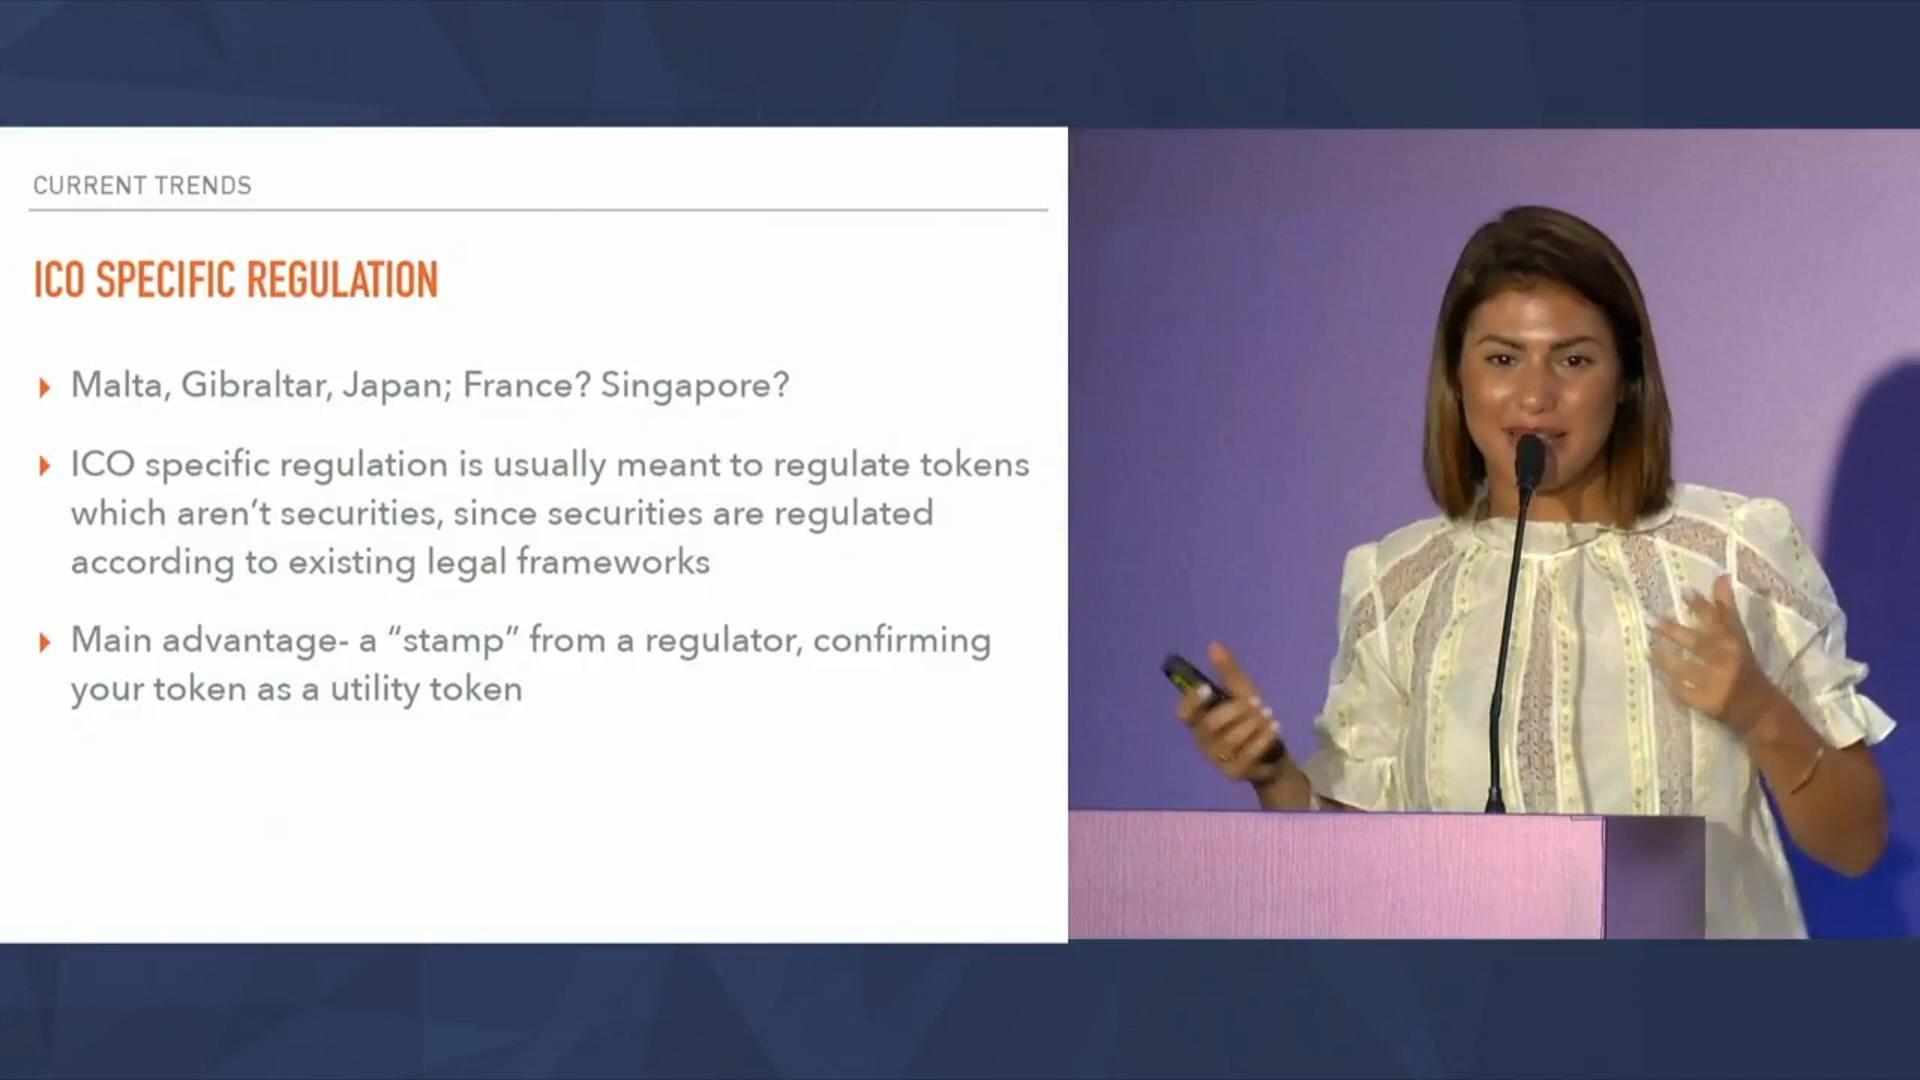 CURRENT TRENDS
ICO SPECIFIC REGULATION
Malta, Gibraltar, Japan; France? Singapore?
ICO specific regulation is usually meant to regulate tokens
which aren’t securities, since securities are regulated
according to existing legal frameworks
Main advantage- a “stamp” from a regulator, confirming
your token as a utility token